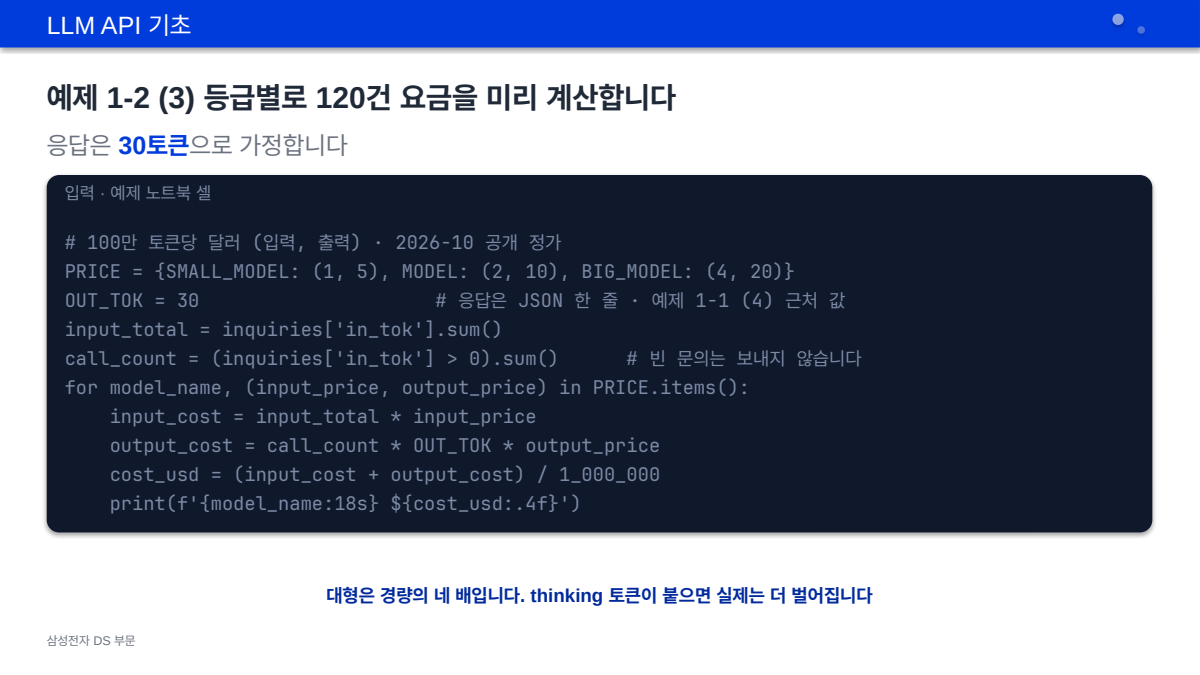 LLM API 기초
예제 1-2 (3) 등급별로 120건 요금을 미리 계산합니다
응답은 30토큰으로 가정합니다
입력 · 예제 노트북 셀
# 100만 토큰당 달러 (입력, 출력) · 2026-10 공개 정가
PRICE = {SMALL_MODEL: (1, 5), MODEL: (2, 10), BIG_MODEL: (4, 20)}
OUT_TOK = 30                     # 응답은 JSON 한 줄 · 예제 1-1 (4) 근처 값
input_total = inquiries['in_tok'].sum()
call_count = (inquiries['in_tok'] > 0).sum()      # 빈 문의는 보내지 않습니다
for model_name, (input_price, output_price) in PRICE.items():
    input_cost = input_total * input_price
    output_cost = call_count * OUT_TOK * output_price
    cost_usd = (input_cost + output_cost) / 1_000_000
    print(f'{model_name:18s} ${cost_usd:.4f}')
대형은 경량의 네 배입니다. thinking 토큰이 붙으면 실제는 더 벌어집니다
삼성전자 DS 부문